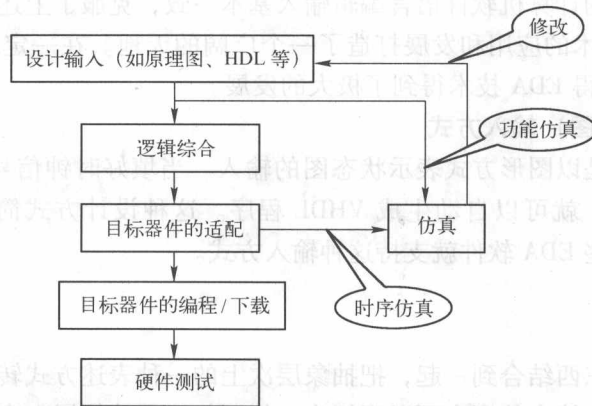 修改
设计输入（如原理图、HDL 等）
功能仿真
逻辑综合
目标器件的适配
仿真
目标器件的编程/下载
时序仿真
硬件测试